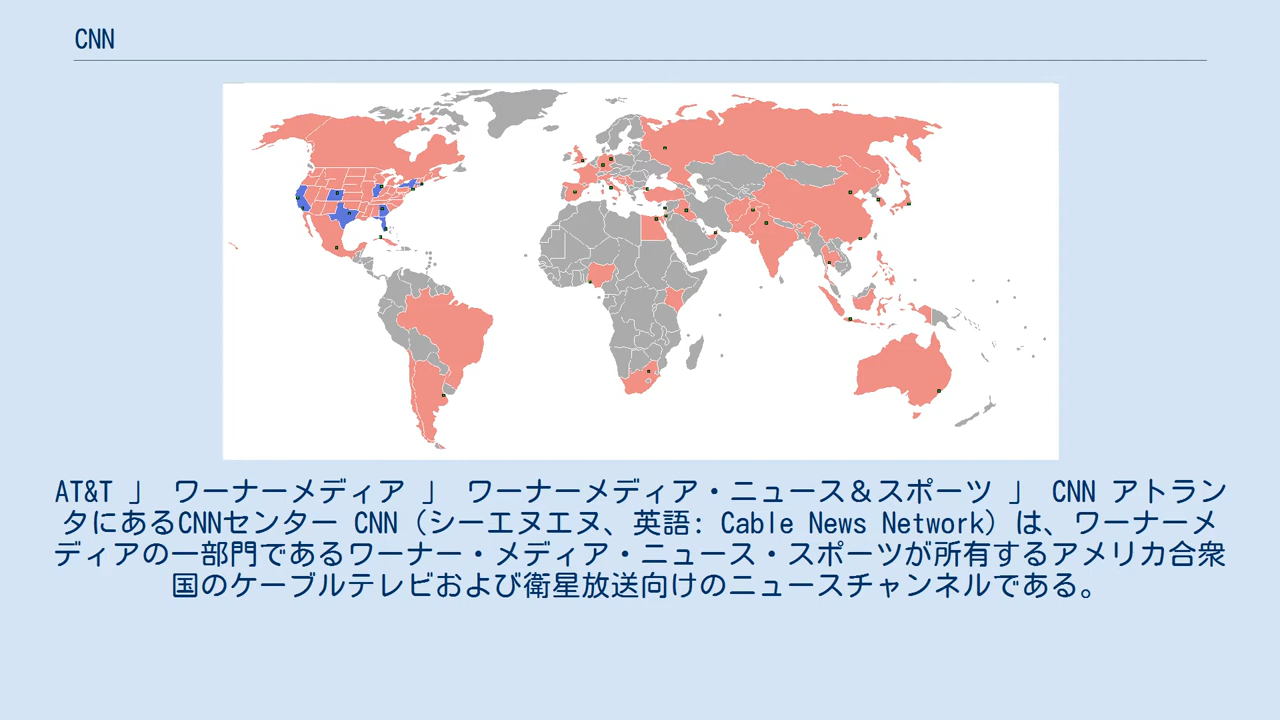 CNN
AT&T 」 ワーナーメディア 」 ワーナーメディア・ニュース＆スポーツ 」 CNN アトラン
タにあるCNNセンター CNN（シーエヌエヌ、英語: Cable News Network）は、ワーナーメ
ディアの一部門であるワーナー・メディア・ニュース・スポーツが所有するアメリカ合衆
国のケーブルテレビおよび衛星放送向けのニュースチャンネルである。